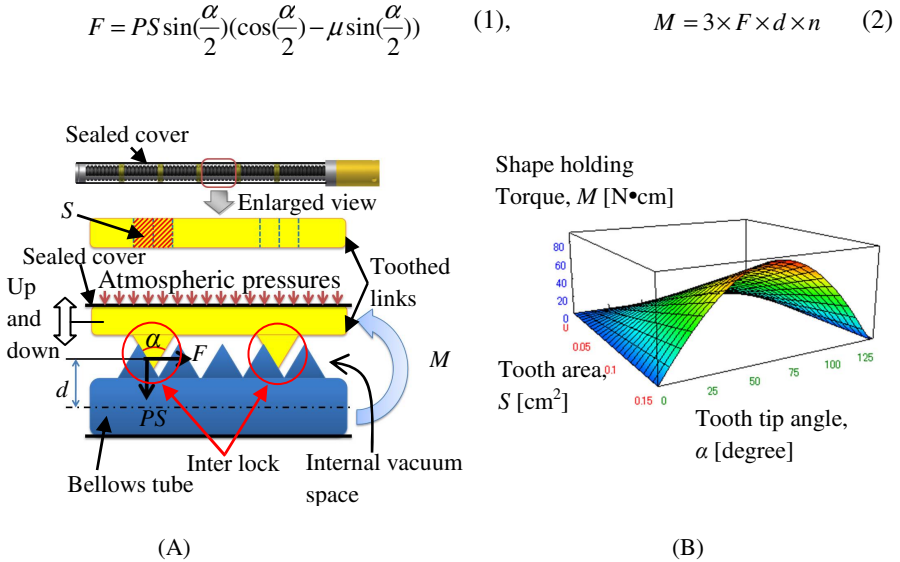 F = PS sin(α/2)(cos(α/2) − μ sin(α/2)) (1), M = 3 × F × d × n (2)
Sealed cover
Enlarged view
S
Sealed cover
Atmospheric pressures
Toothed
links
Up
and
down
α
F
M
d
PS
Inter lock
Internal vacuum
space
Bellows tube
(A)
Shape holding
Torque, M [N•cm]
80
60
40
20
0
0
0.05
0.1
0.15
0
25
50
75
100
125
Tooth area,
S [cm²]
Tooth tip angle,
α [degree]
(B)